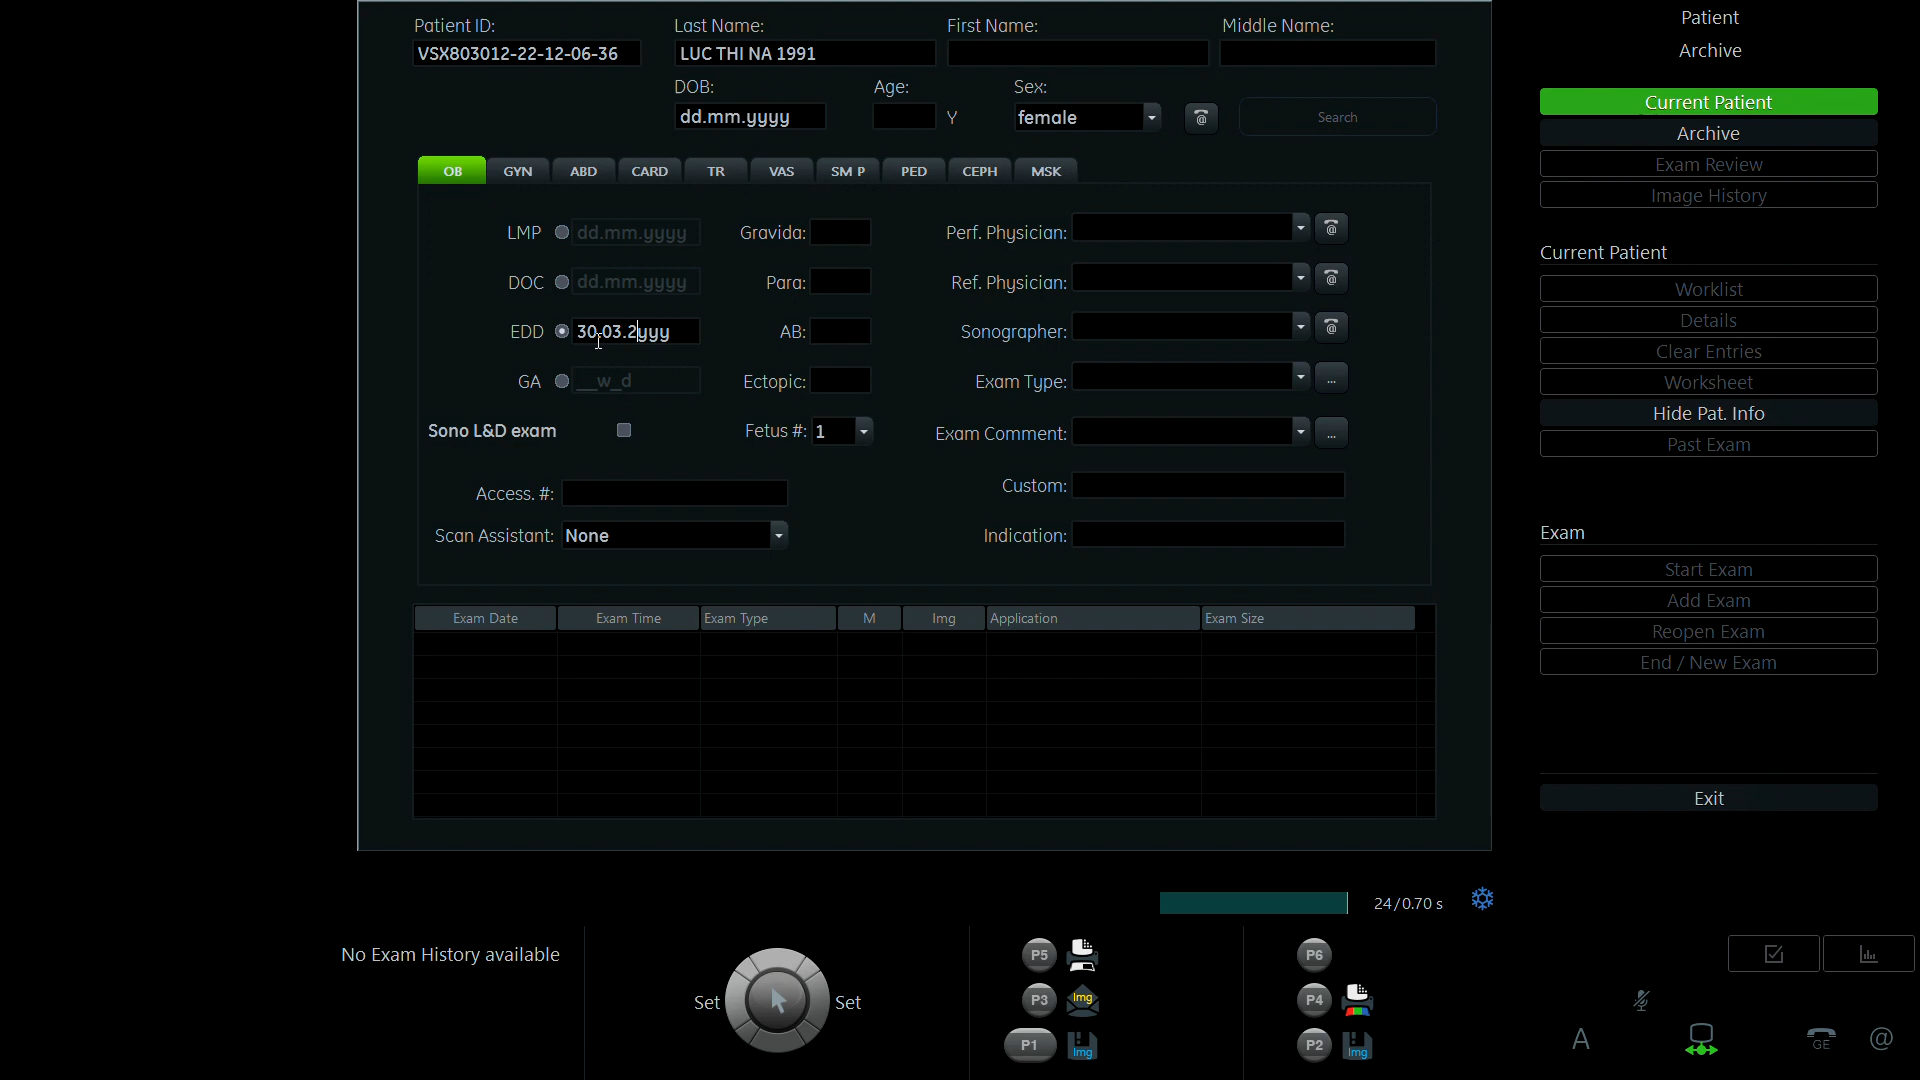 Patient ID: Last Name: First Name: Middle Name:
VSX803012-22-12-06-36 LUC THI NA 1991
DOB: Age: Sex:
dd.mm.yyyy Y female @ Search
OB GYN ABD CARD TR VAS SM P PED CEPH MSK
LMP dd.mm.yyyy Gravida: Perf. Physician: @
DOC dd.mm.yyyy Para: Ref. Physician: @
EDD 30.03.2yyy AB: Sonographer: @
GA __w_d Ectopic: Exam Type: ...
Sono L&D exam Fetus #: 1 Exam Comment: ...
Access. #: Custom:
Scan Assistant: None Indication:
Exam Date Exam Time Exam Type M Img Application Exam Size
24/0.70 s
No Exam History available
Set Set
P5
P3 Img
P1 Img
P6
P4
P2 Img
Patient
Archive
Current Patient
Archive
Exam Review
Image History
Current Patient
Worklist
Details
Clear Entries
Worksheet
Hide Pat. Info
Past Exam
Exam
Start Exam
Add Exam
Reopen Exam
End / New Exam
Exit
A GE @